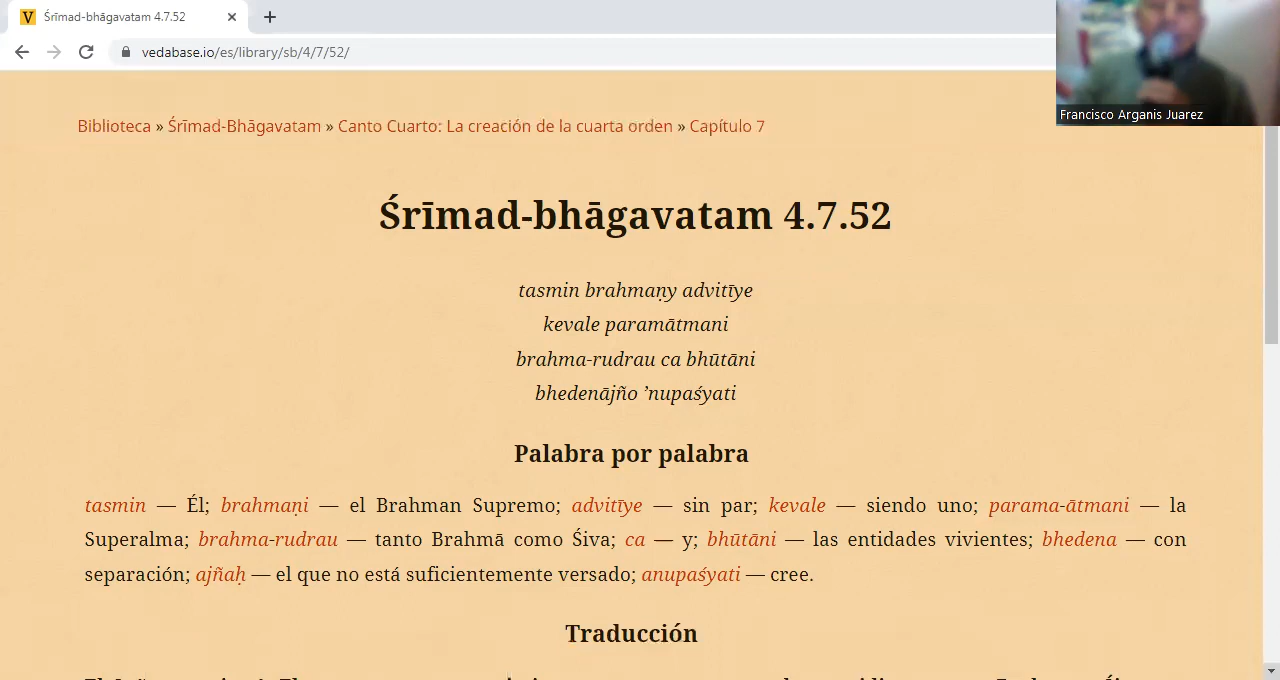 Śrīmad-bhāgavatam 4.7.52
vedabase.io/es/library/sb/4/7/52/
Francisco Arganis Juarez
Biblioteca » Śrīmad-Bhāgavatam » Canto Cuarto: La creación de la cuarta orden » Capítulo 7
Śrīmad-bhāgavatam 4.7.52
tasmin brahmaṇy advitīye
kevale paramātmani
brahma-rudrau ca bhūtāni
bhedenājño ’nupaśyati
Palabra por palabra
tasmin — Él; brahmaṇi — el Brahman Supremo; advitīye — sin par; kevale — siendo uno; parama-ātmani — la
Superalma; brahma-rudrau — tanto Brahmā como Śiva; ca — y; bhūtāni — las entidades vivientes; bhedena — con
separación; ajñaḥ — el que no está suficientemente versado; anupaśyati — cree.
Traducción